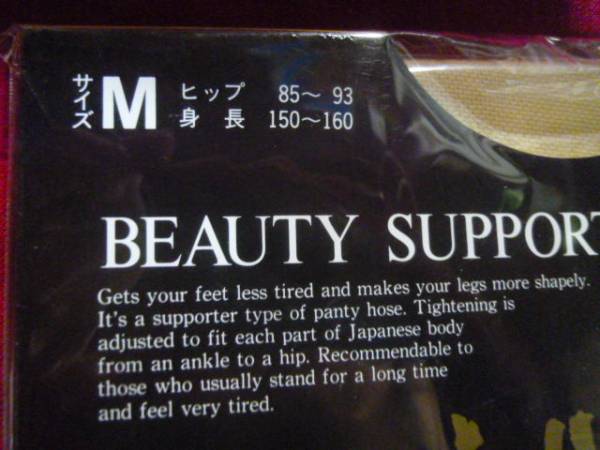 サイズ M ヒップ 85～ 93
身 長 150～160
BEAUTY SUPPORT
Gets your feet less tired and makes your legs more shapely.
It's a supporter type of panty hose. Tightening is
adjusted to fit each part of Japanese body
from an ankle to a hip. Recommendable to
those who usually stand for a long time
and feel very tired.